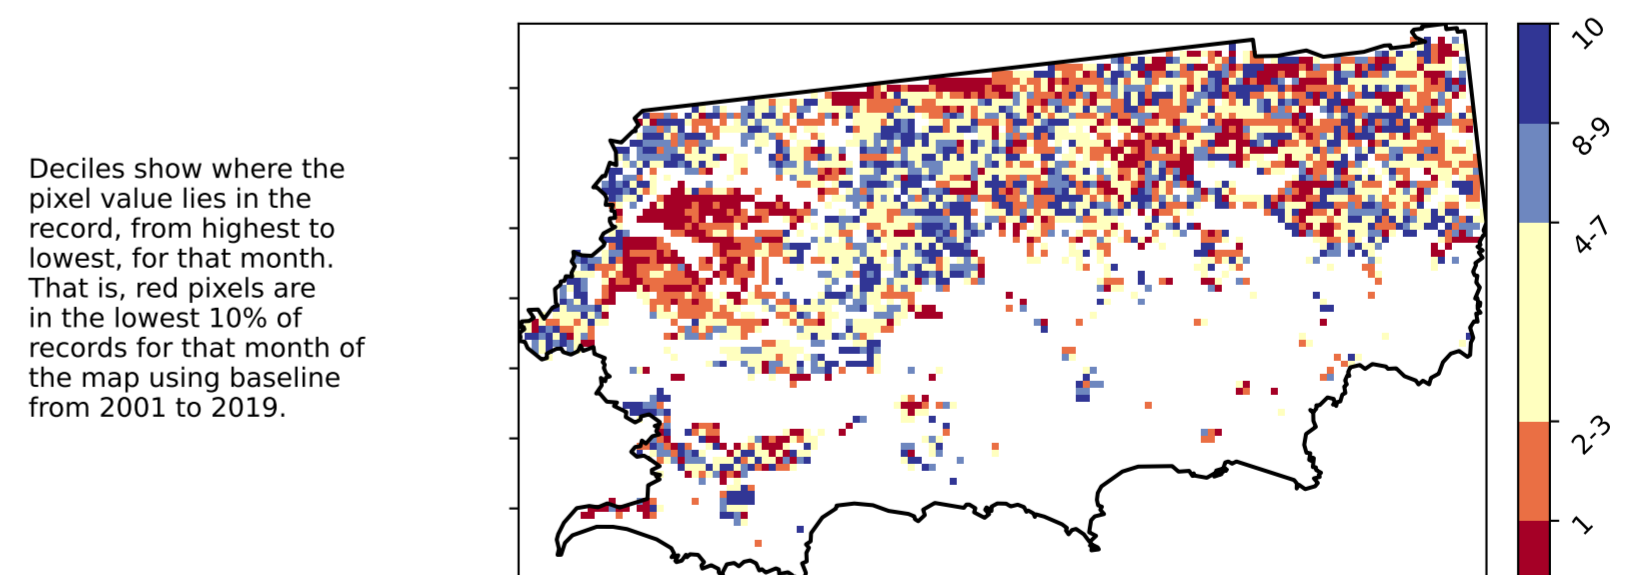 Deciles show where the
pixel value lies in the
record, from highest to
lowest, for that month.
That is, red pixels are
in the lowest 10% of
records for that month of
the map using baseline
from 2001 to 2019.
10
8-9
4-7
2-3
1